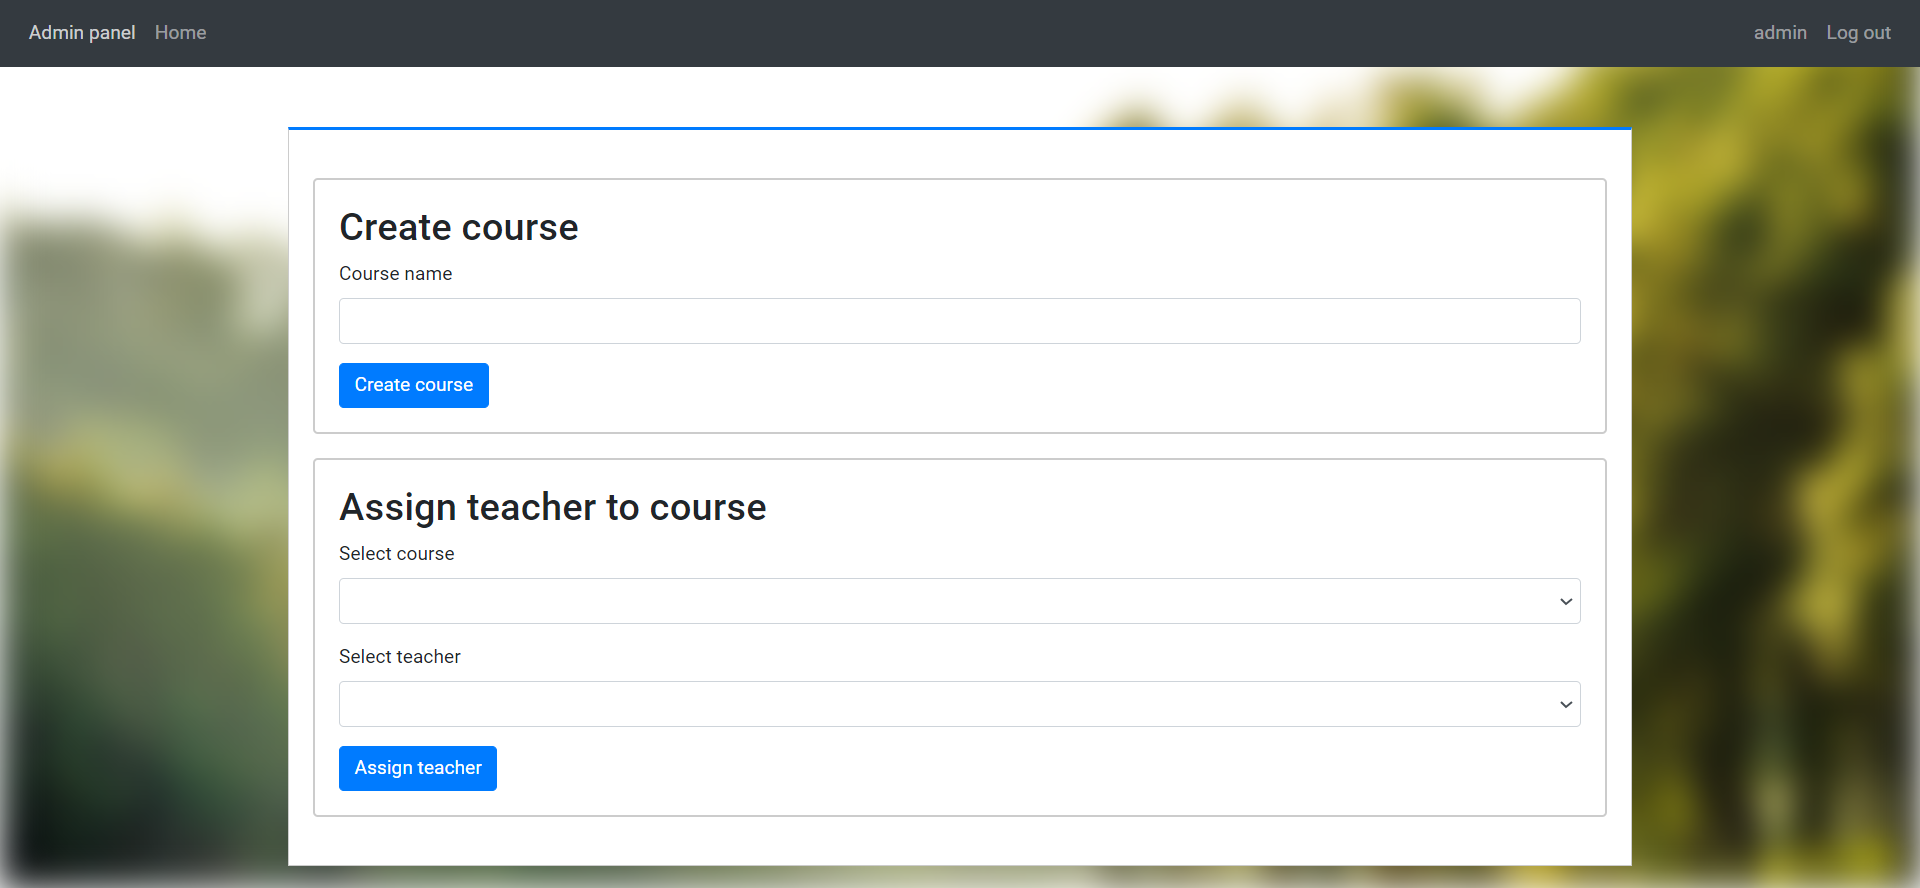 Admin panel Home admin Log out
Create course
Course name
Create course
Assign teacher to course
Select course
Select teacher
Assign teacher